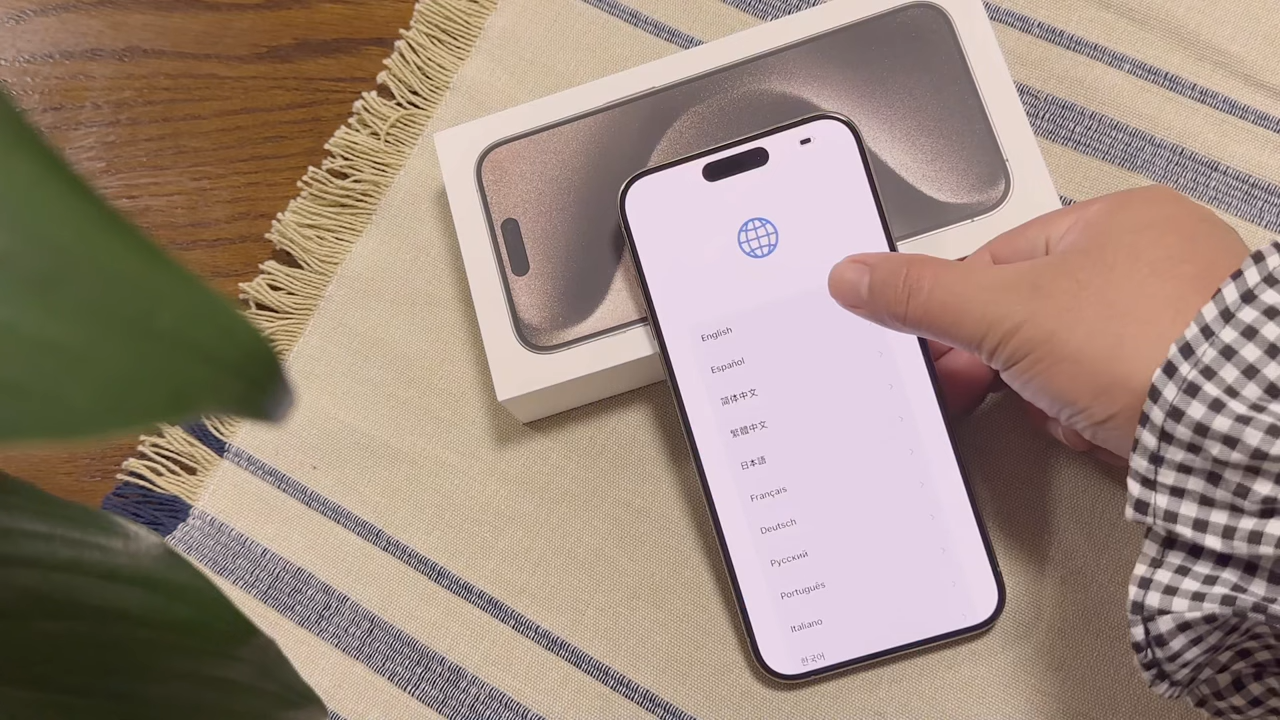 English
Español
简体中文
繁體中文
日本語
Français
Deutsch
Русский
Português
Italiano
한국어